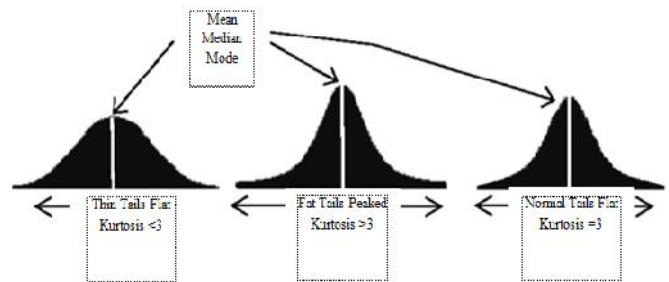 Mean
Median
Mode
Thin Tails Flat
Kurtosis <3
Fat Tails Peaked
Kurtosis >3
Normal Tails Flat
Kurtosis =3